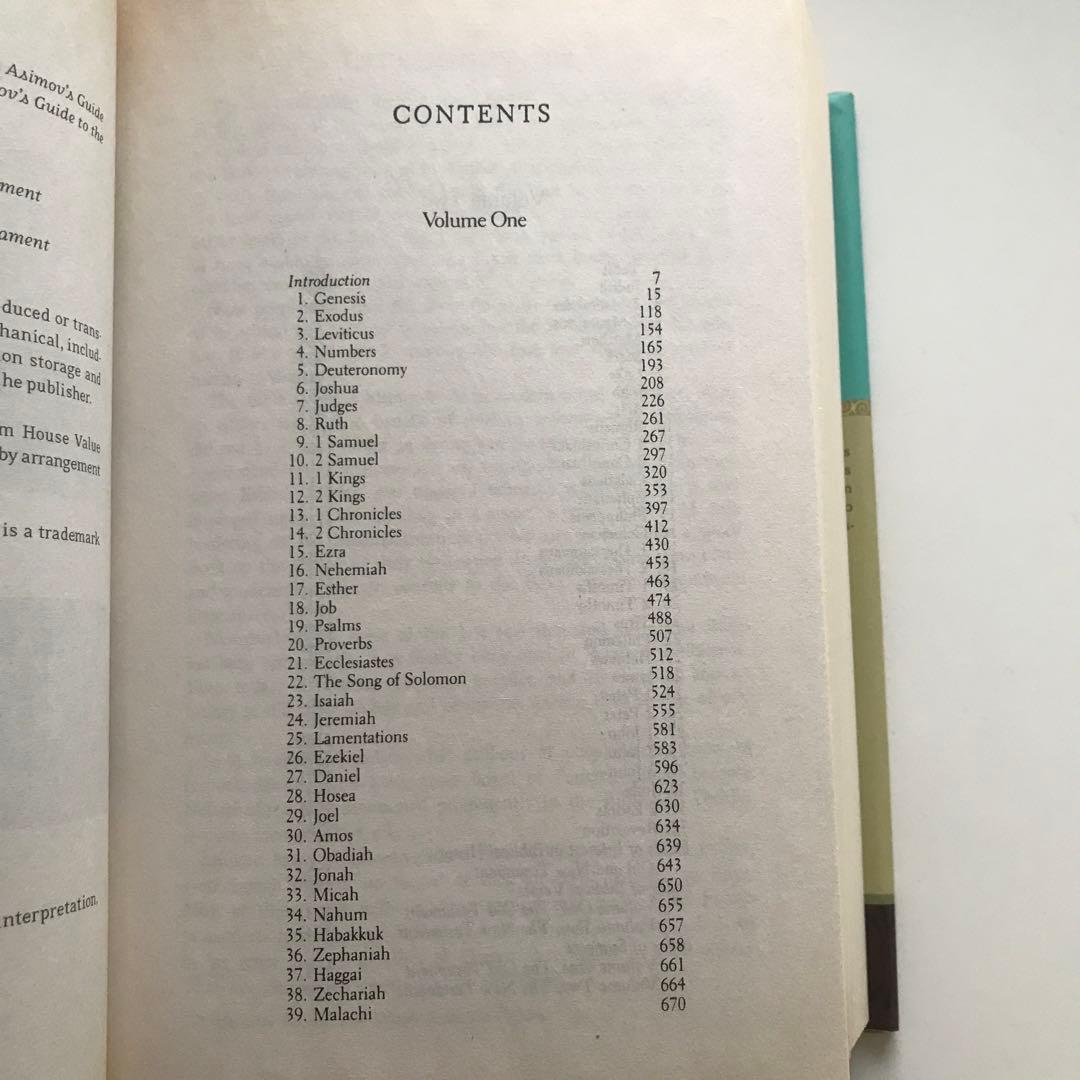 Asimov's Guide
ov's Guide to the
ment
ament
duced or trans-
hanical, includ-
on storage and
he publisher.
m House Value
by arrangement
is a trademark
nterpretation,
CONTENTS
Volume One
Introduction 7
1. Genesis 15
2. Exodus 118
3. Leviticus 154
4. Numbers 165
5. Deuteronomy 193
6. Joshua 208
7. Judges 226
8. Ruth 261
9. 1 Samuel 267
10. 2 Samuel 297
11. 1 Kings 320
12. 2 Kings 353
13. 1 Chronicles 397
14. 2 Chronicles 412
15. Ezra 430
16. Nehemiah 453
17. Esther 463
18. Job 474
19. Psalms 488
20. Proverbs 507
21. Ecclesiastes 512
22. The Song of Solomon 518
23. Isaiah 524
24. Jeremiah 555
25. Lamentations 581
26. Ezekiel 583
27. Daniel 596
28. Hosea 623
29. Joel 630
30. Amos 634
31. Obadiah 639
32. Jonah 643
33. Micah 650
34. Nahum 655
35. Habakkuk 657
36. Zephaniah 658
37. Haggai 661
38. Zechariah 664
39. Malachi 670